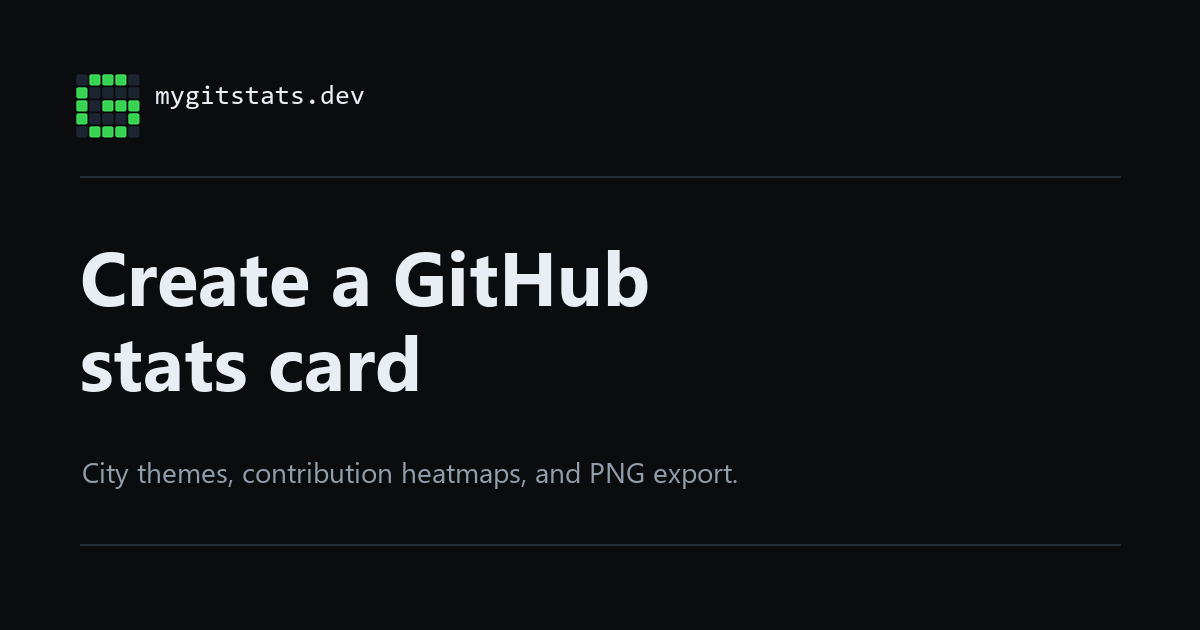 mygitstats.dev
Create a GitHub
stats card
City themes, contribution heatmaps, and PNG export.